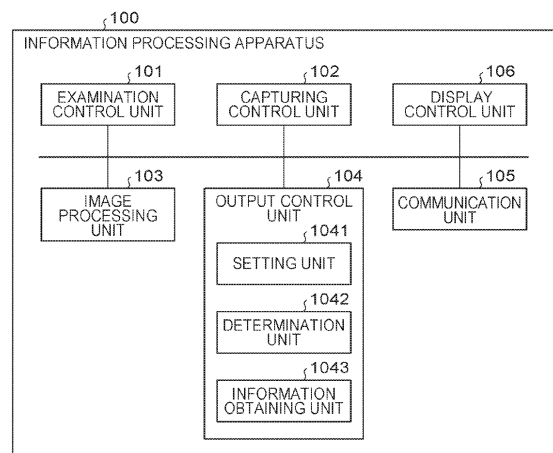 100
INFORMATION PROCESSING APPARATUS
101
EXAMINATION
CONTROL UNIT
102
CAPTURING
CONTROL UNIT
106
DISPLAY
CONTROL UNIT
103
IMAGE
PROCESSING
UNIT
104
OUTPUT CONTROL
UNIT
1041
SETTING UNIT
1042
DETERMINATION
UNIT
1043
INFORMATION
OBTAINING UNIT
105
COMMUNICATION
UNIT